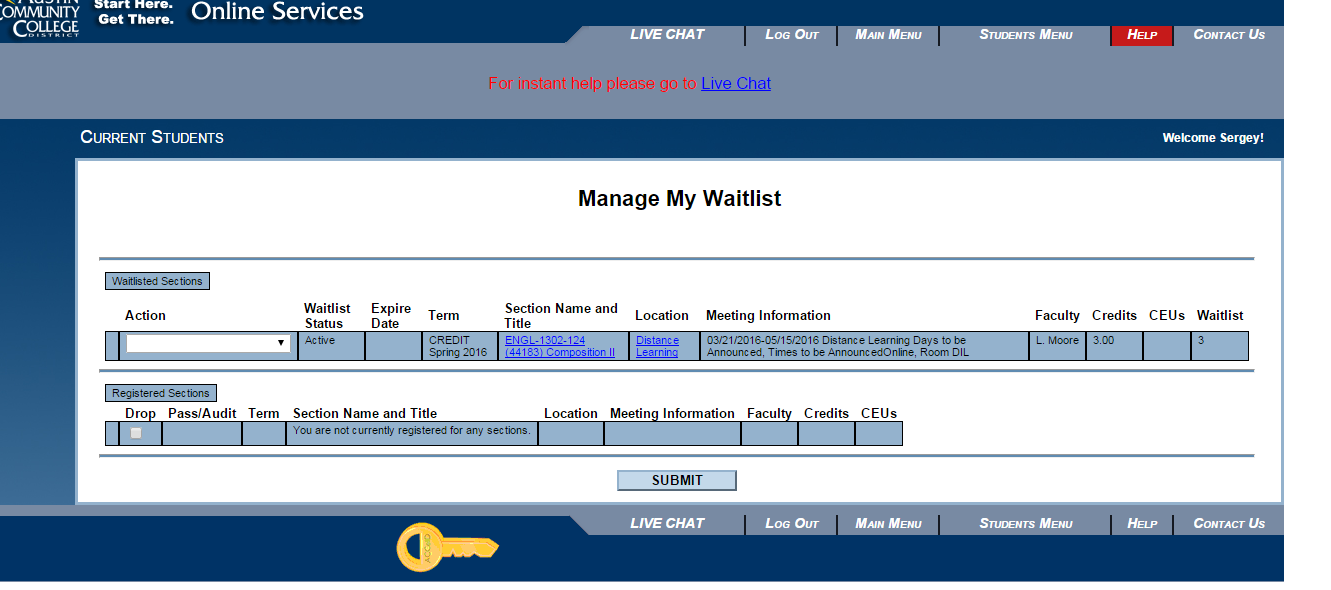 AUSTIN
COMMUNITY
COLLEGE
DISTRICT
Start Here.
Get There.
Online Services
LIVE CHAT
LOG OUT
MAIN MENU
STUDENTS MENU
HELP
CONTACT US
For instant help please go to Live Chat
CURRENT STUDENTS
Welcome Sergey!
Manage My Waitlist
Waitlisted Sections
Action Waitlist Status Expire Date Term Section Name and Title Location Meeting Information Faculty Credits CEUs Waitlist
Active
CREDIT
Spring 2016
ENGL-1302-124
(44183) Composition II
Distance
Learning
03/21/2016-05/15/2016 Distance Learning Days to be
Announced, Times to be AnnouncedOnline, Room DIL
L. Moore
3.00
3
Registered Sections
Drop Pass/Audit Term Section Name and Title Location Meeting Information Faculty Credits CEUs
You are not currently registered for any sections.
SUBMIT
LIVE CHAT
LOG OUT
MAIN MENU
STUDENTS MENU
HELP
CONTACT US
ACCeID